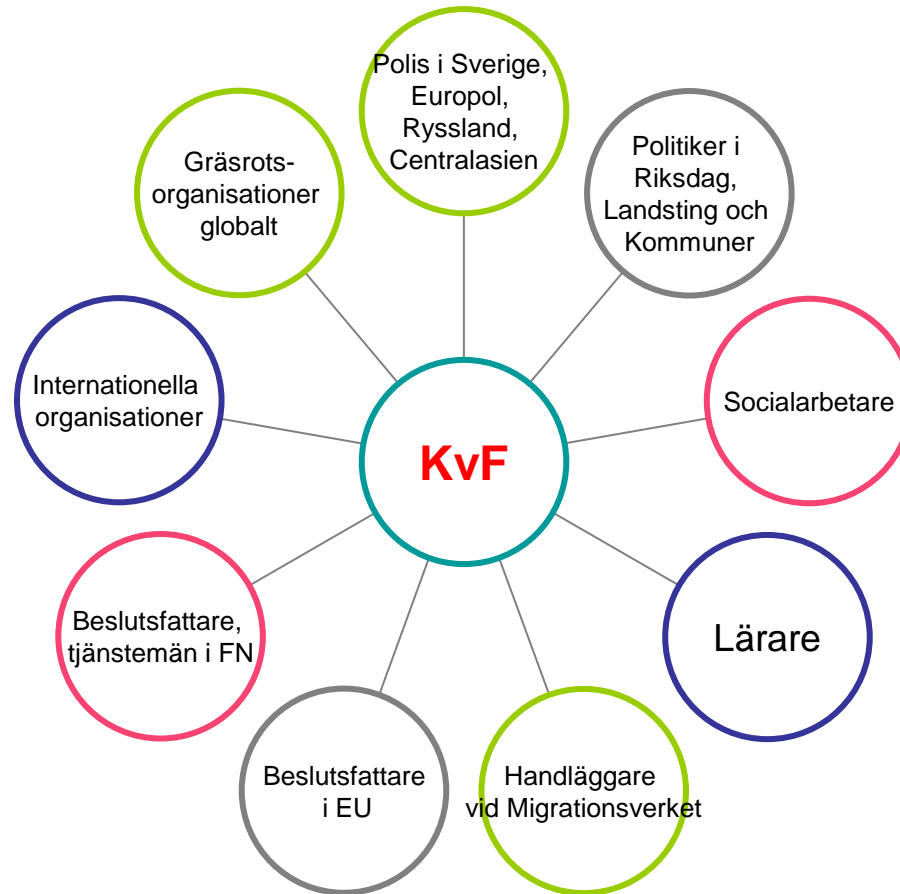 Polis i Sverige,
Europol,
Ryssland,
Centralasien
Politiker i
Riksdag,
Landsting och
Kommuner
Socialarbetare
Lärare
Handläggare
vid Migrationsverket
Beslutsfattare
i EU
Beslutsfattare,
tjänstemän i FN
Internationella
organisationer
Gräsrots-
organisationer
globalt
KvF